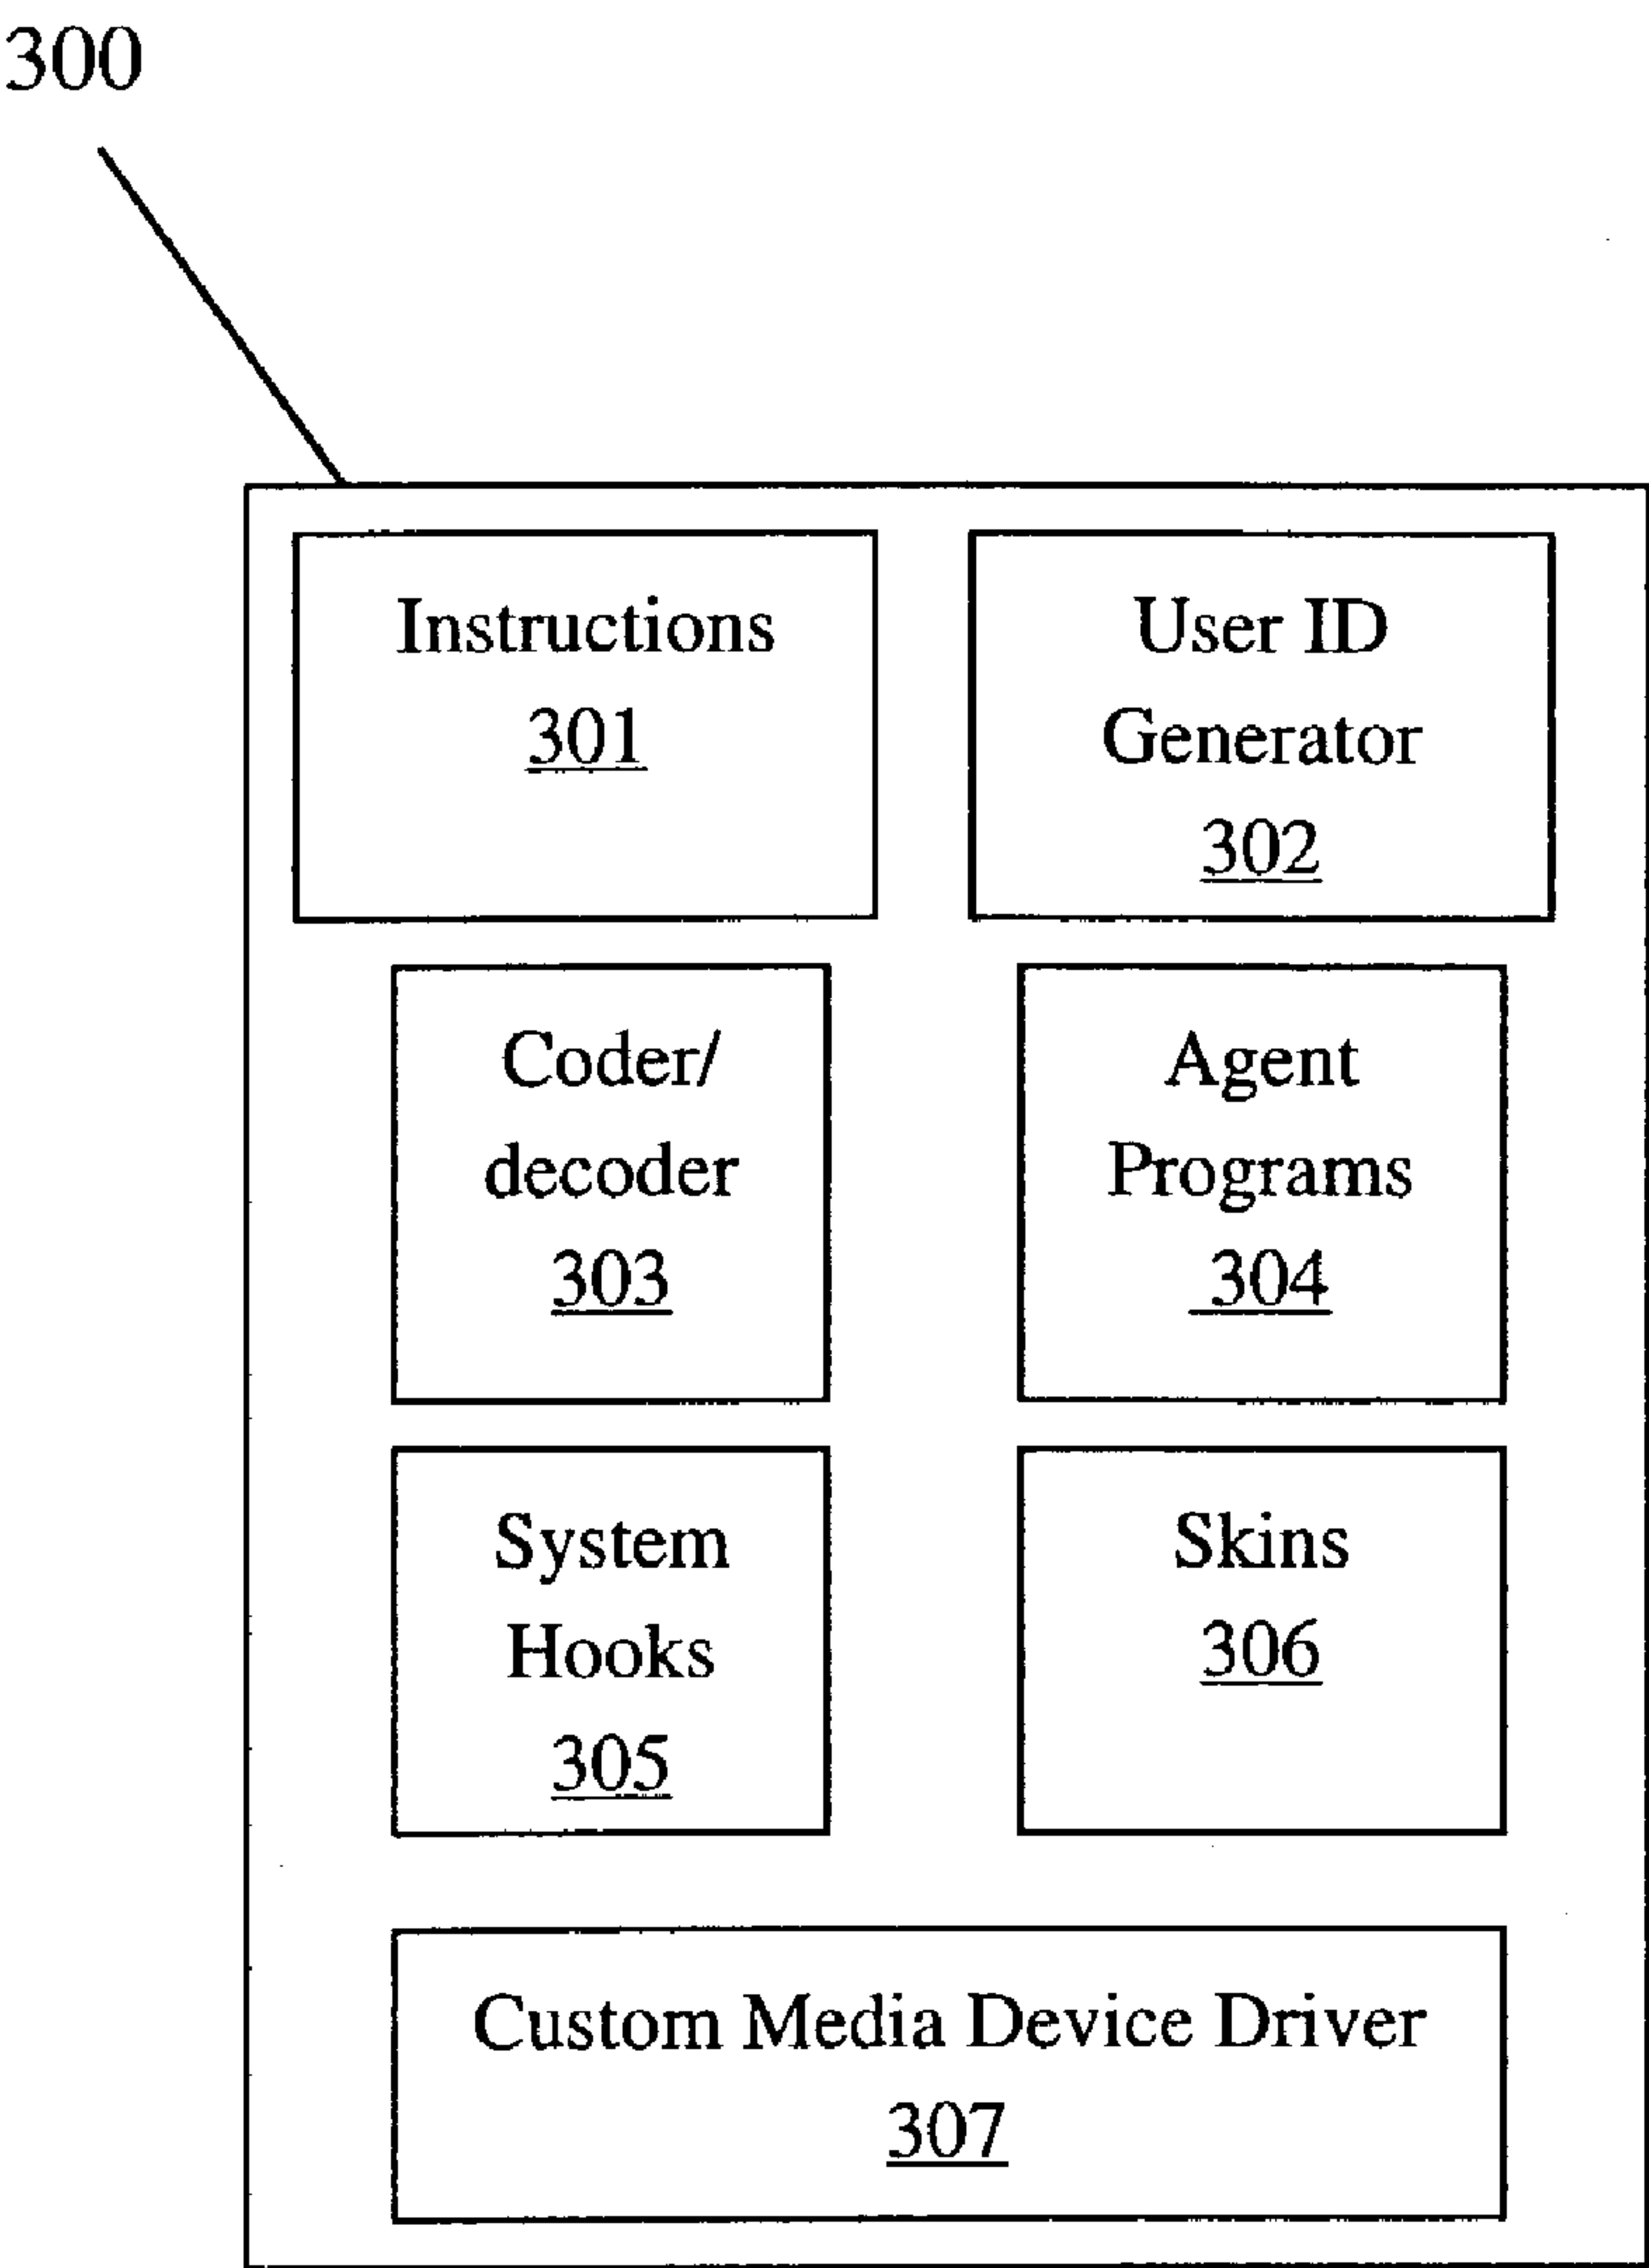 300
Instructions
301
User ID
Generator
302
Coder/
decoder
303
Agent
Programs
304
System
Hooks
305
Skins
306
Custom Media Device Driver
307